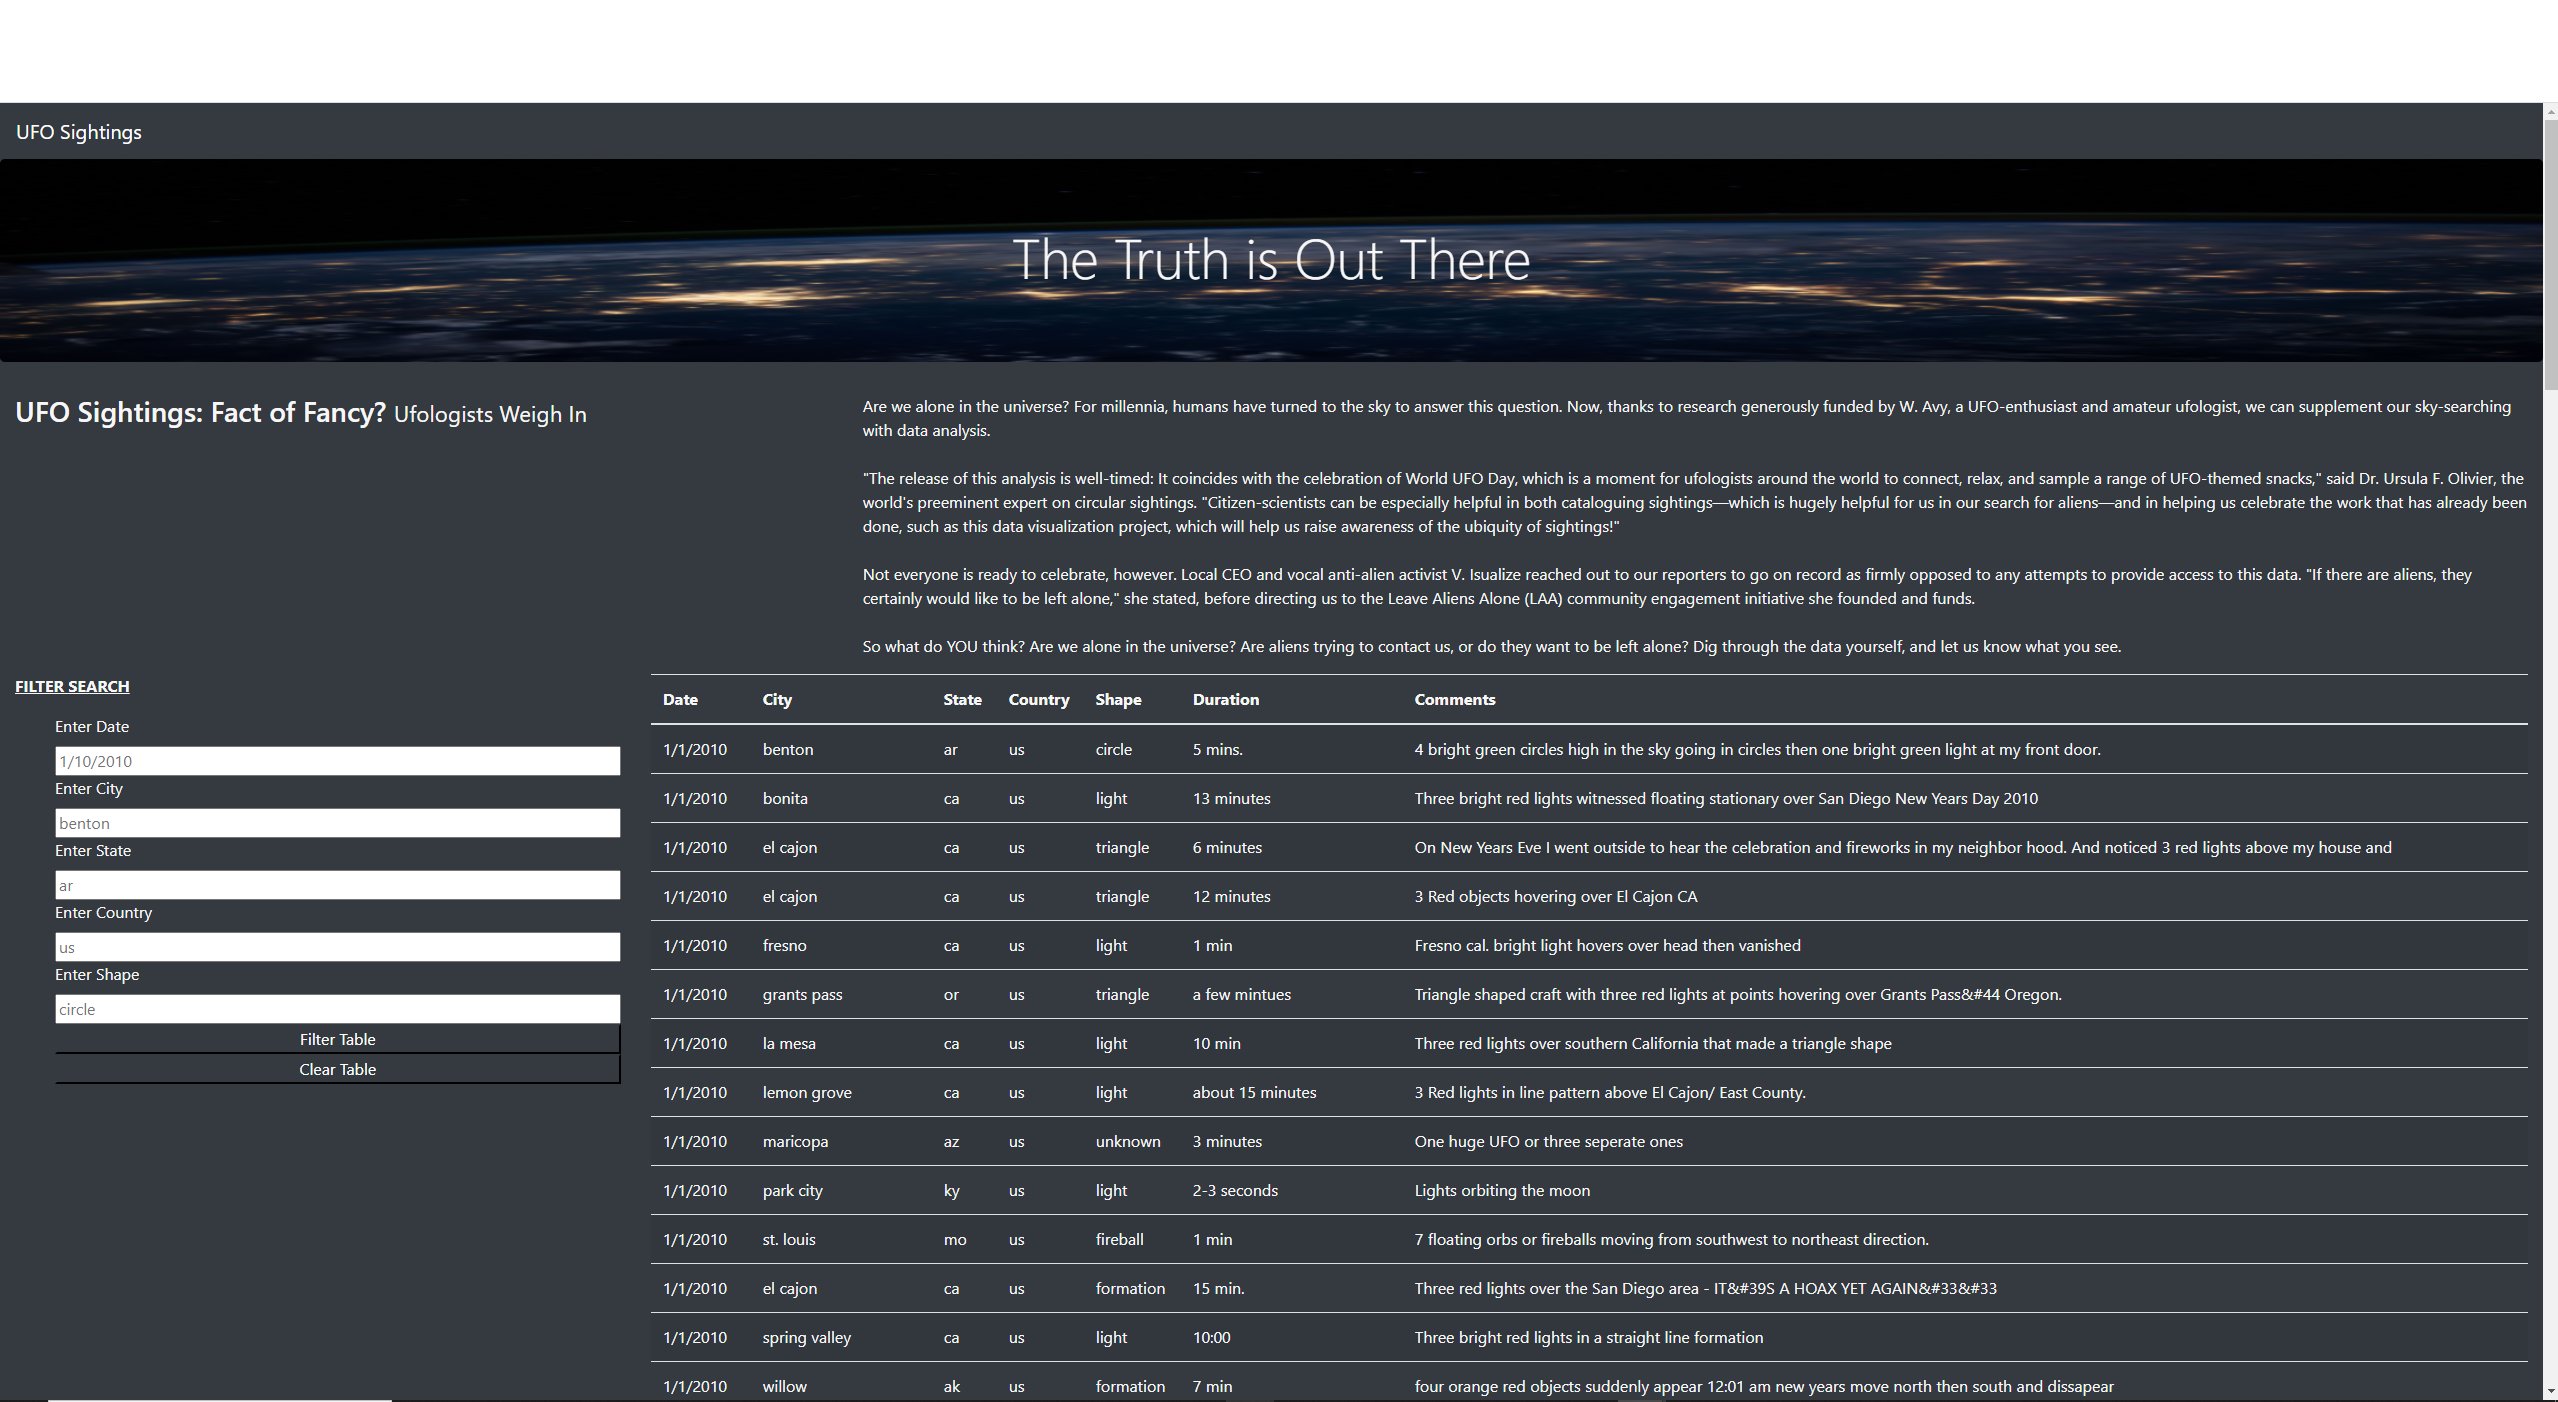 UFO Sightings
The Truth is Out There
UFO Sightings: Fact of Fancy? Ufologists Weigh In
Are we alone in the universe? For millennia, humans have turned to the sky to answer this question. Now, thanks to research generously funded by W. Avy, a UFO-enthusiast and amateur ufologist, we can supplement our sky-searching
with data analysis.
"The release of this analysis is well-timed: It coincides with the celebration of World UFO Day, which is a moment for ufologists around the world to connect, relax, and sample a range of UFO-themed snacks," said Dr. Ursula F. Olivier, the
world's preeminent expert on circular sightings. "Citizen-scientists can be especially helpful in both cataloguing sightings—which is hugely helpful for us in our search for aliens—and in helping us celebrate the work that has already been
done, such as this data visualization project, which will help us raise awareness of the ubiquity of sightings!"
Not everyone is ready to celebrate, however. Local CEO and vocal anti-alien activist V. Isualize reached out to our reporters to go on record as firmly opposed to any attempts to provide access to this data. "If there are aliens, they
certainly would like to be left alone," she stated, before directing us to the Leave Aliens Alone (LAA) community engagement initiative she founded and funds.
So what do YOU think? Are we alone in the universe? Are aliens trying to contact us, or do they want to be left alone? Dig through the data yourself, and let us know what you see.
FILTER SEARCH
Enter Date
1/10/2010
Enter City
benton
Enter State
ar
Enter Country
us
Enter Shape
circle
Filter Table
Clear Table
Date City State Country Shape Duration Comments
1/1/2010 benton ar us circle 5 mins. 4 bright green circles high in the sky going in circles then one bright green light at my front door.
1/1/2010 bonita ca us light 13 minutes Three bright red lights witnessed floating stationary over San Diego New Years Day 2010
1/1/2010 el cajon ca us triangle 6 minutes On New Years Eve I went outside to hear the celebration and fireworks in my neighbor hood. And noticed 3 red lights above my house and
1/1/2010 el cajon ca us triangle 12 minutes 3 Red objects hovering over El Cajon CA
1/1/2010 fresno ca us light 1 min Fresno cal. bright light hovers over head then vanished
1/1/2010 grants pass or us triangle a few mintues Triangle shaped craft with three red lights at points hovering over Grants Pass&#44 Oregon.
1/1/2010 la mesa ca us light 10 min Three red lights over southern California that made a triangle shape
1/1/2010 lemon grove ca us light about 15 minutes 3 Red lights in line pattern above El Cajon/ East County.
1/1/2010 maricopa az us unknown 3 minutes One huge UFO or three seperate ones
1/1/2010 park city ky us light 2-3 seconds Lights orbiting the moon
1/1/2010 st. louis mo us fireball 1 min 7 floating orbs or fireballs moving from southwest to northeast direction.
1/1/2010 el cajon ca us formation 15 min. Three red lights over the San Diego area - IT&#39S A HOAX YET AGAIN&#33&#33
1/1/2010 spring valley ca us light 10:00 Three bright red lights in a straight line formation
1/1/2010 willow ak us formation 7 min four orange red objects suddenly appear 12:01 am new years move north then south and dissapear